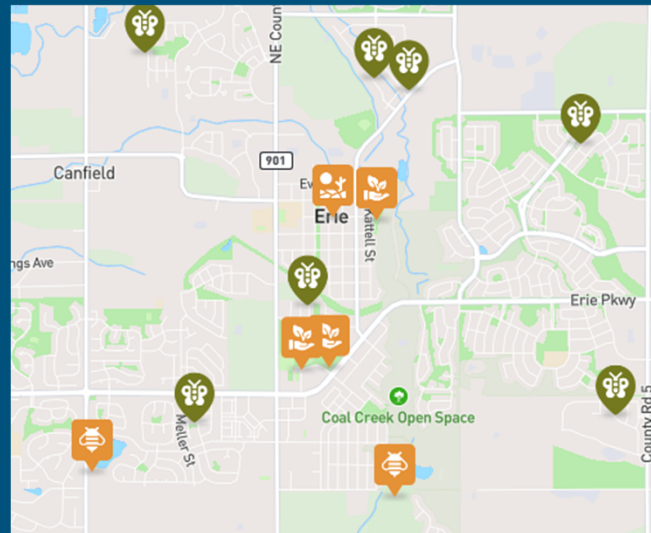 NE Coun
901
Canfield
Ev
Erie
Kattell St
ngs Ave
Erie Pkwy
Meller St
Coal Creek Open Space
County Rd 5